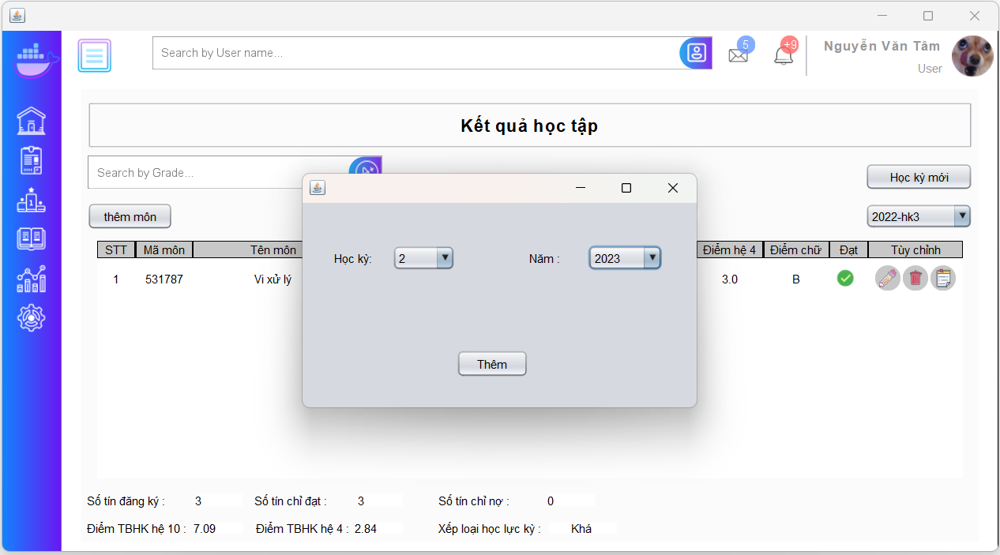 Search by User name...
5
+9
Nguyễn Văn Tâm
User
Kết quả học tập
Search by Grade...
A+
Học kỳ mới
thêm môn
2022-hk3
STT Mã môn Tên môn Điểm hệ 4 Điểm chữ Đạt Tùy chỉnh
1 531787 Vi xử lý 3.0 B
Học kỳ: 2 Năm : 2023
Thêm
Số tín đăng ký : 3 Số tín chỉ đạt : 3 Số tín chỉ nợ : 0
Điểm TBHK hệ 10 : 7.09 Điểm TBHK hệ 4 : 2.84 Xếp loại học lực kỳ : Khá